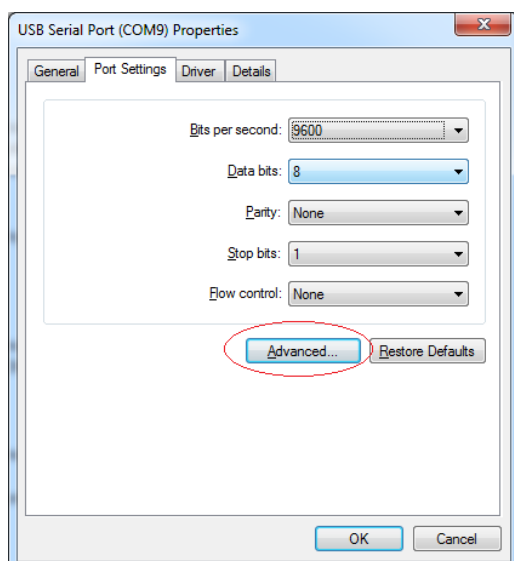 USB Serial Port (COM9) Properties
General Port Settings Driver Details
Bits per second: 9600
Data bits: 8
Parity: None
Stop bits: 1
Flow control: None
Advanced... Restore Defaults
OK Cancel